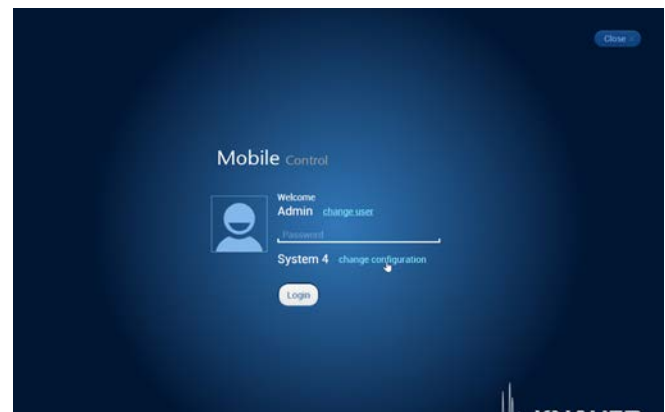 Close
Mobile Control
Welcome
Admin change user
Password
System 4 change configuration
Login